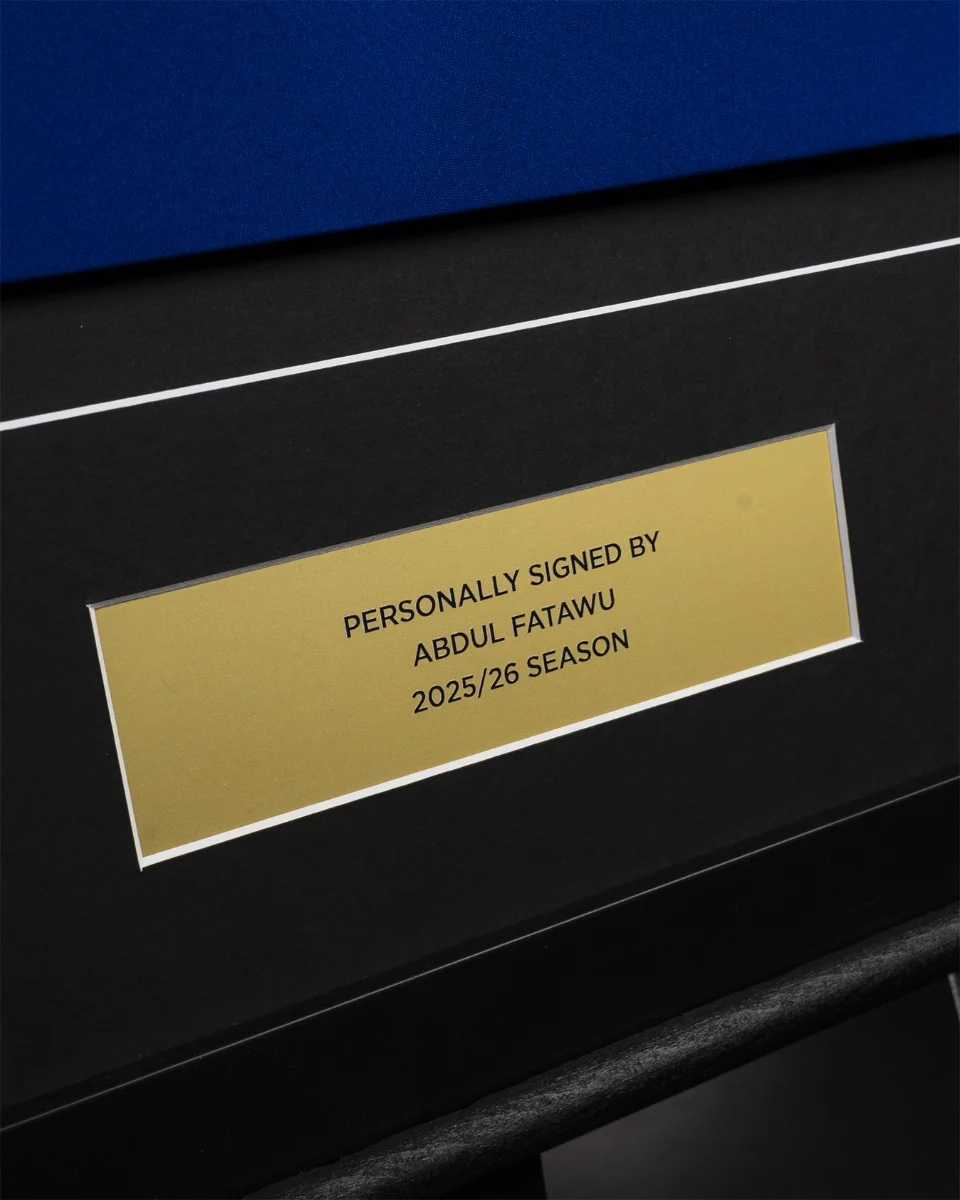 PERSONALLY SIGNED BY
ABDUL FATAWU
2025/26 SEASON